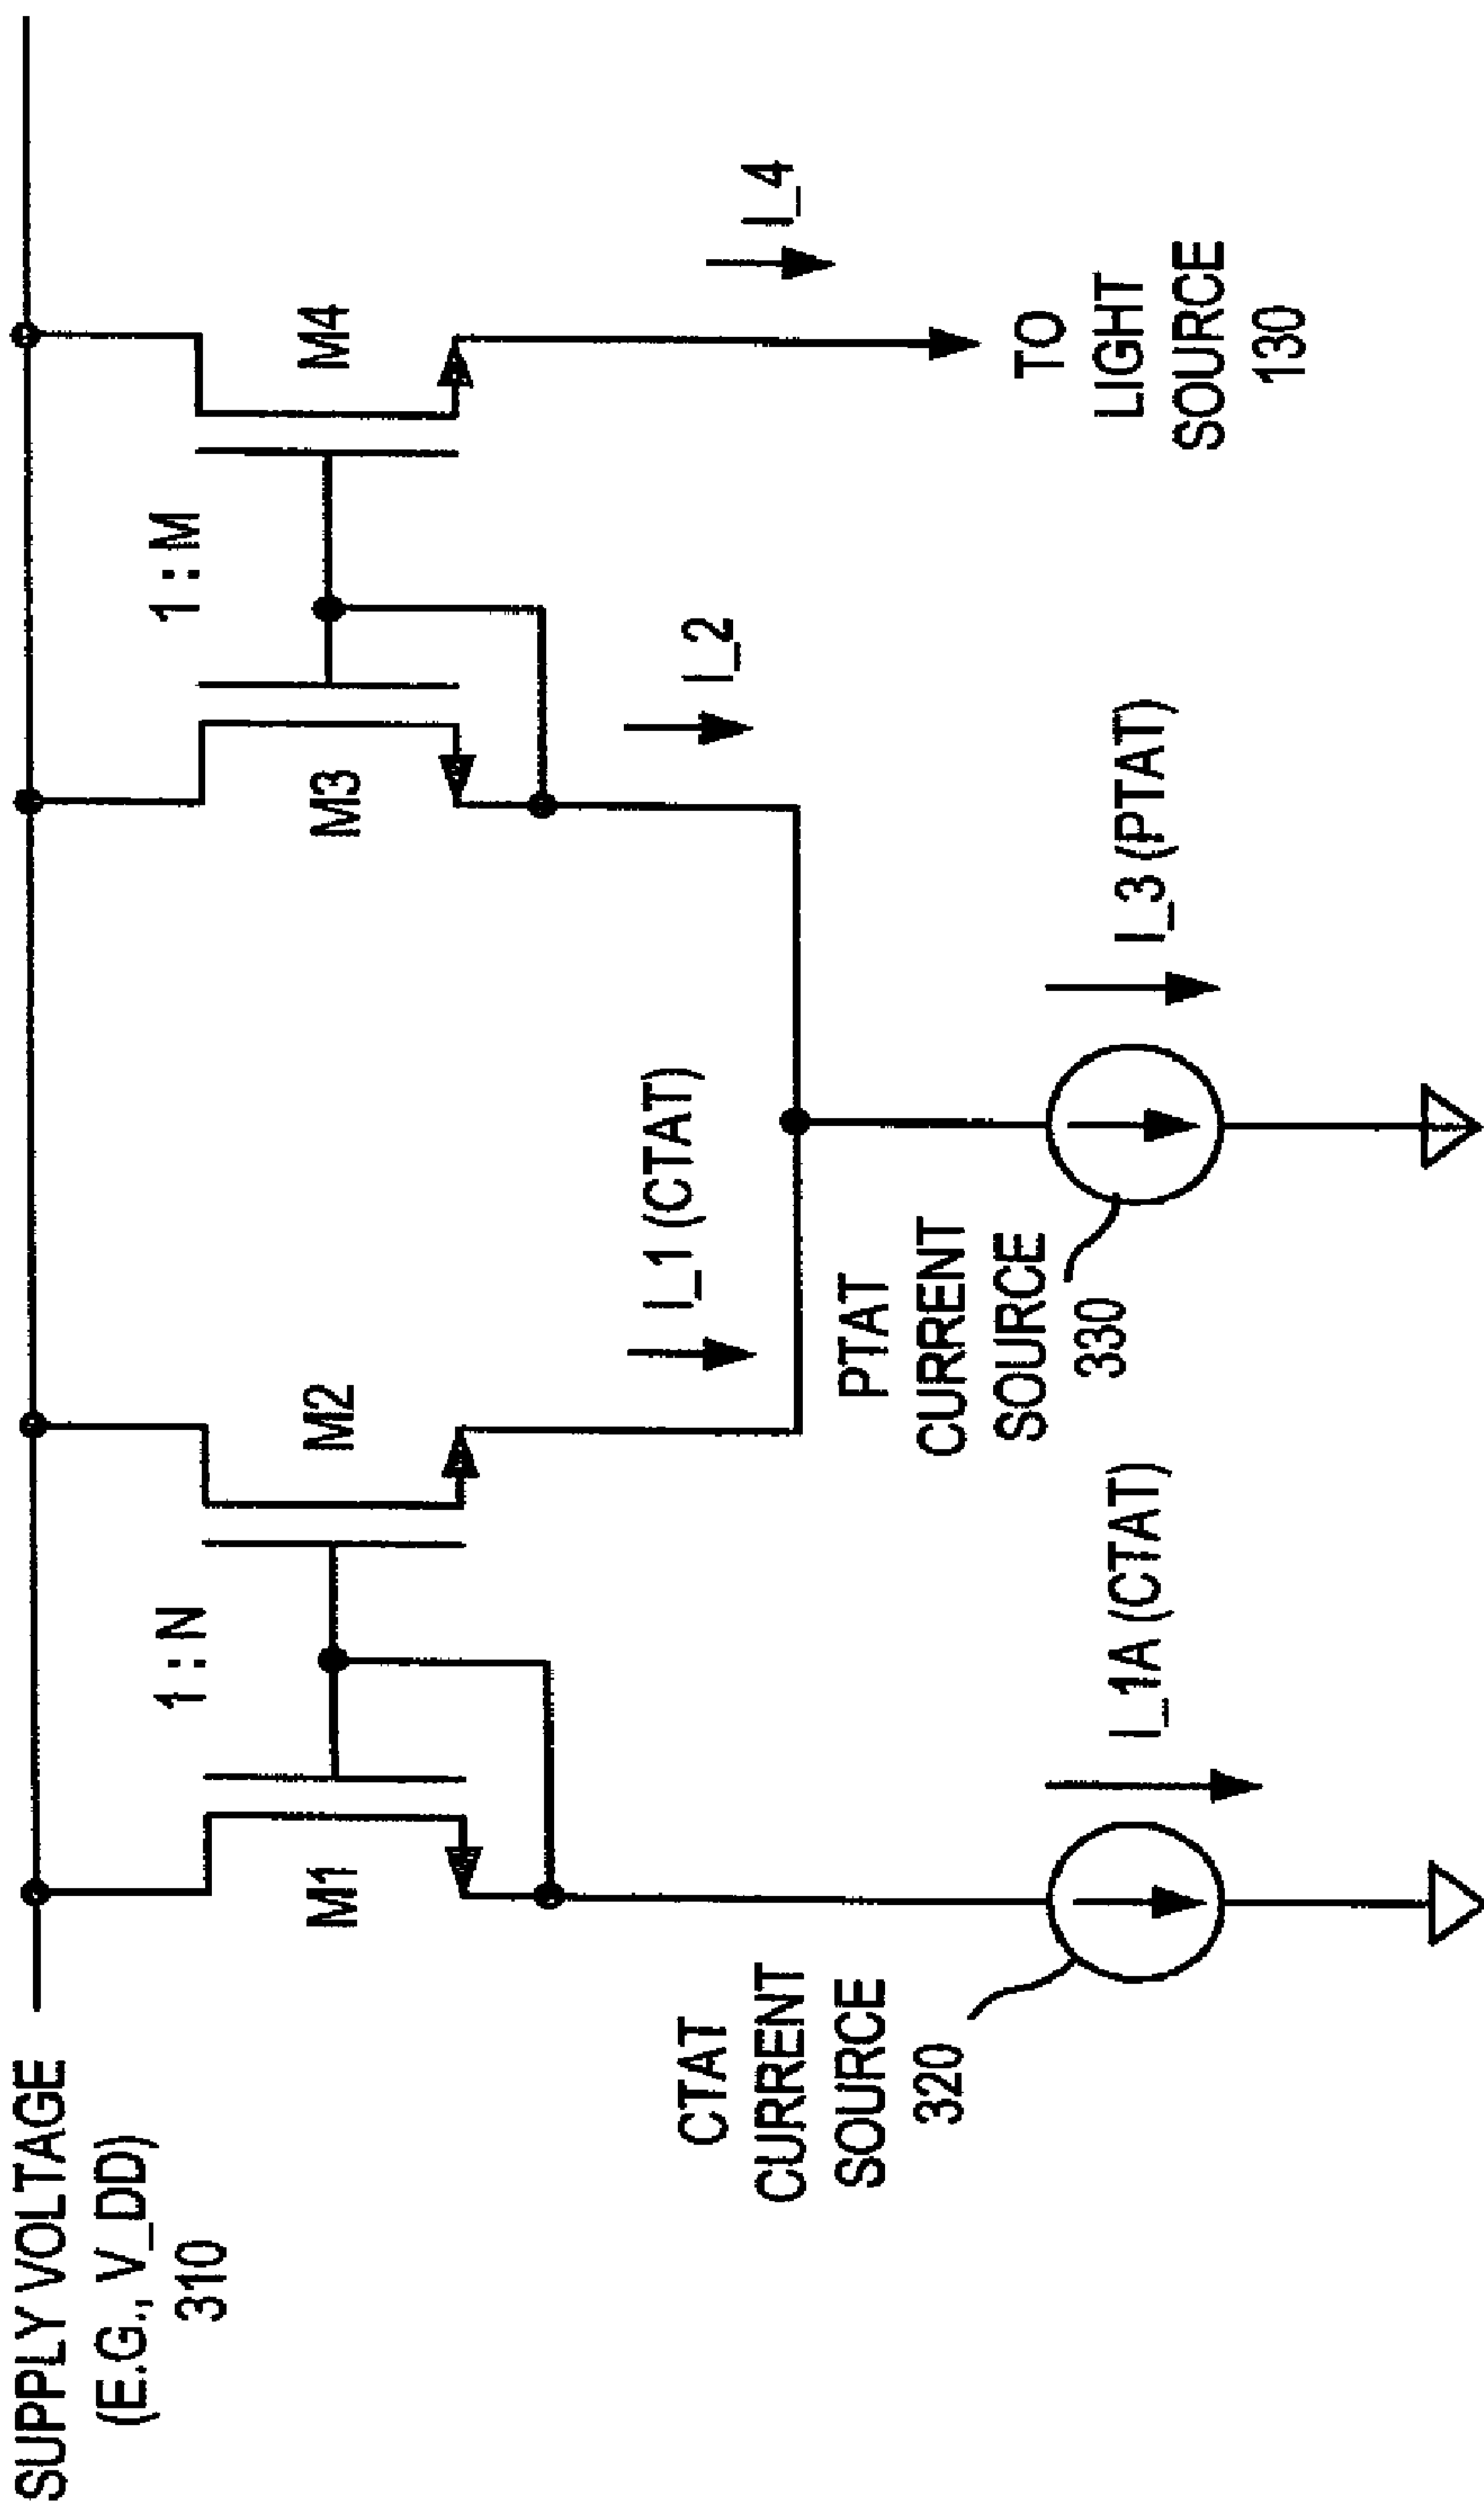 SUPPLY VOLTAGE
(E.G., V_DD)
310
M1
1 : N
M2
M3
1 : M
M4
I_1 (CTAT)
I_2
I_4
CTAT
CURRENT
SOURCE
320
I_1A (CTAT)
PTAT
CURRENT
SOURCE
330
I_3 (PTAT)
TO
LIGHT
SOURCE
130